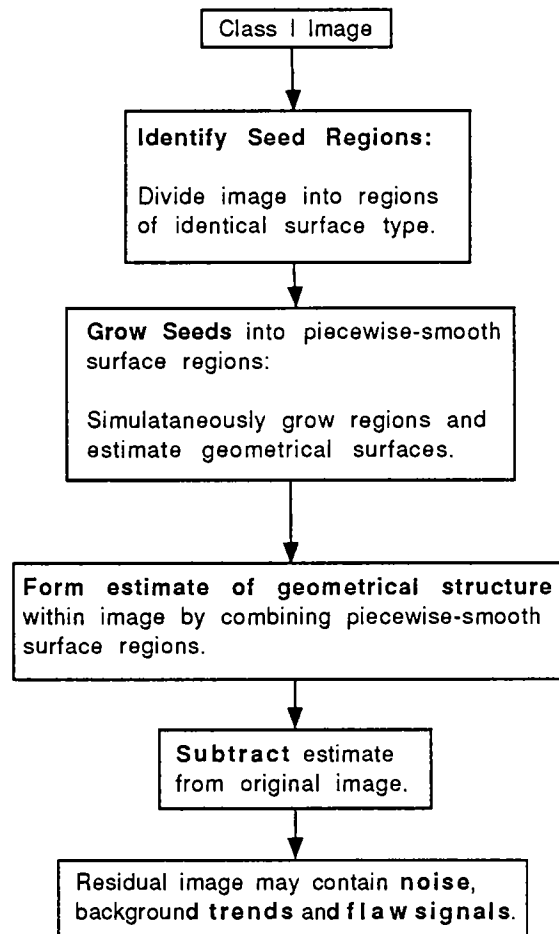 Class I Image
Identify Seed Regions:
Divide image into regions
of identical surface type.
Grow Seeds into piecewise-smooth
surface regions:
Simulataneously grow regions and
estimate geometrical surfaces.
Form estimate of geometrical structure
within image by combining piecewise-smooth
surface regions.
Subtract estimate
from original image.
Residual image may contain noise,
background trends and flaw signals.